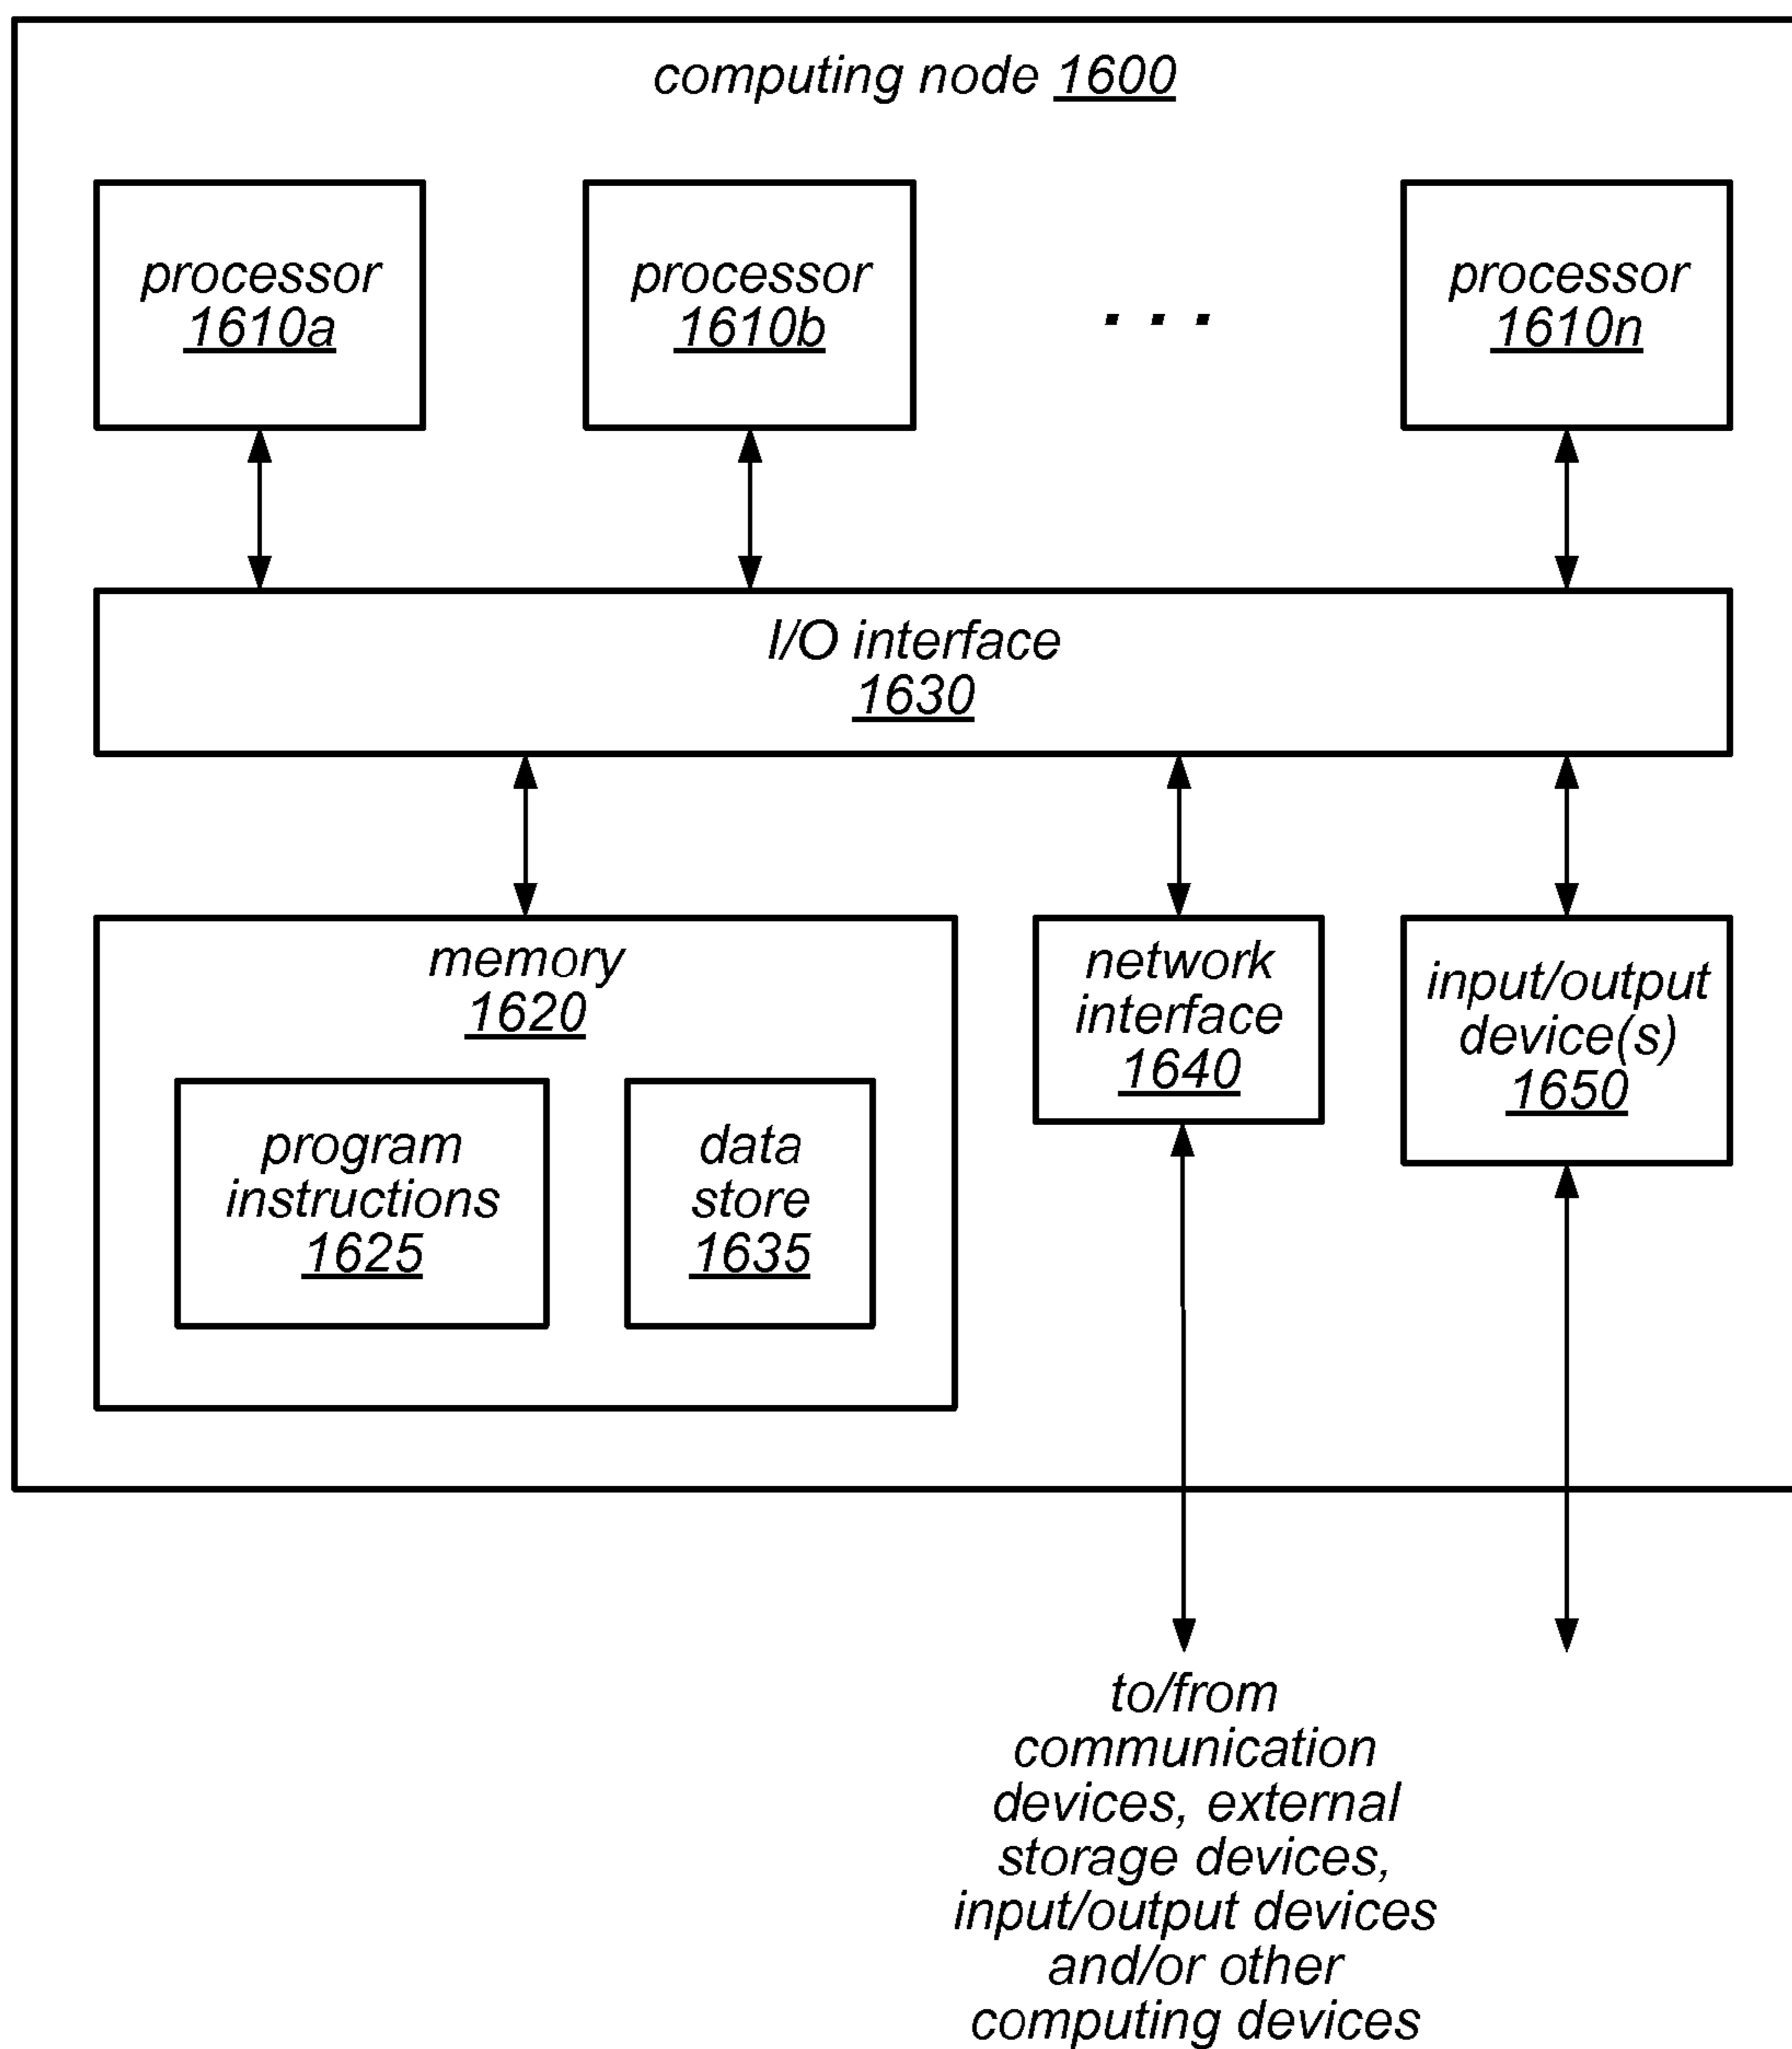 computing node 1600
processor
1610a
processor
1610b
. . .
processor
1610n
I/O interface
1630
memory
1620
program
instructions
1625
data
store
1635
network
interface
1640
input/output
device(s)
1650
to/from
communication
devices, external
storage devices,
input/output devices
and/or other
computing devices